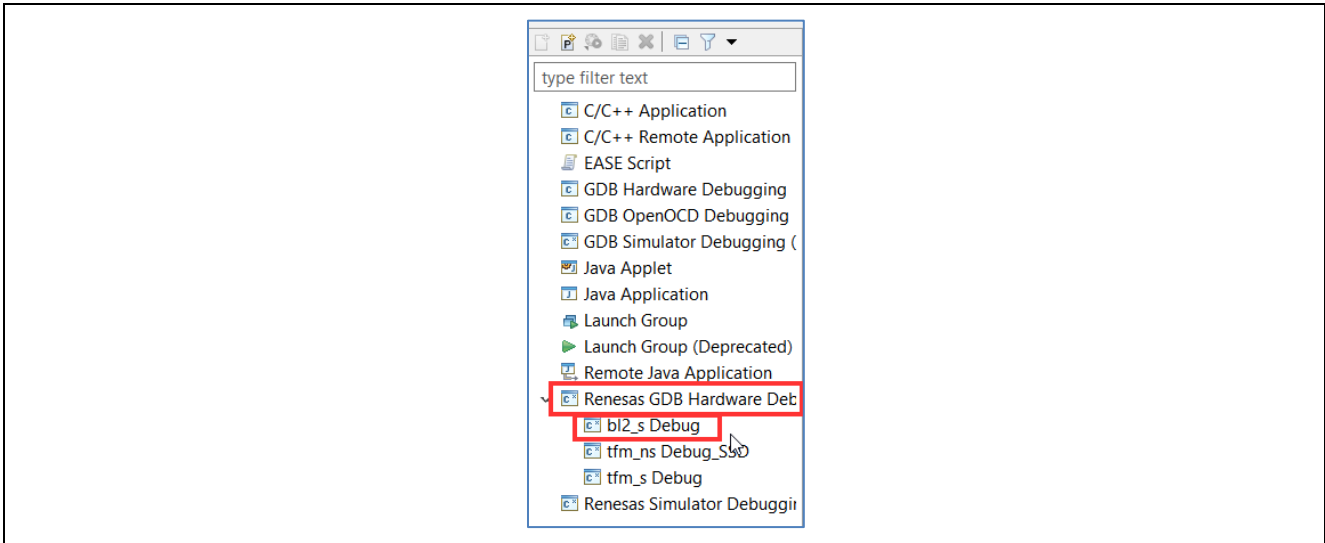 type filter text
C/C++ Application
C/C++ Remote Application
EASE Script
GDB Hardware Debugging
GDB OpenOCD Debugging
GDB Simulator Debugging (
Java Applet
Java Application
Launch Group
Launch Group (Deprecated)
Remote Java Application
Renesas GDB Hardware Deb
bl2_s Debug
tfm_ns Debug_SSD
tfm_s Debug
Renesas Simulator Debuggin